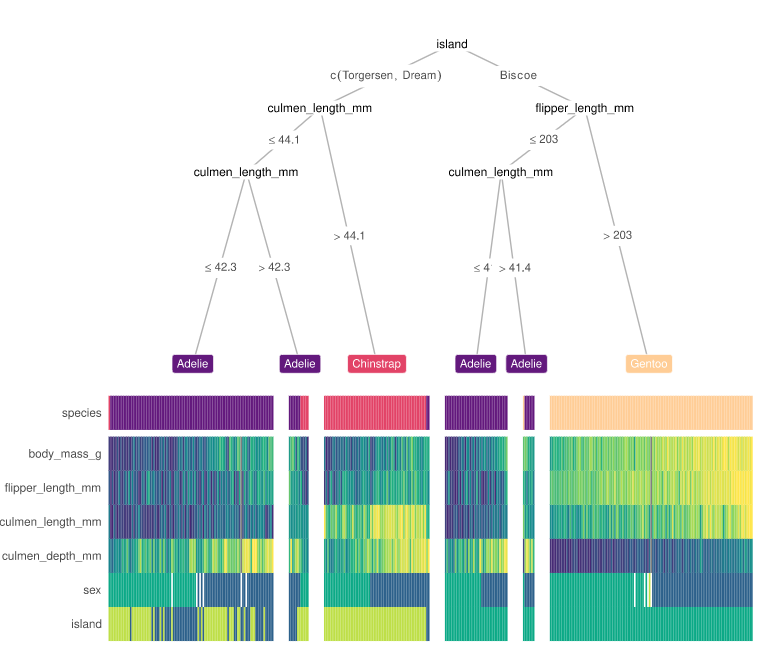 island
c(Torgersen, Dream) Biscoe
culmen_length_mm flipper_length_mm
≤ 44.1 ≤ 203
culmen_length_mm culmen_length_mm
> 44.1 > 203
≤ 42.3 > 42.3 ≤ 4 > 41.4
Adelie Adelie Chinstrap Adelie Adelie Gentoo
species
body_mass_g
flipper_length_mm
culmen_length_mm
culmen_depth_mm
sex
island